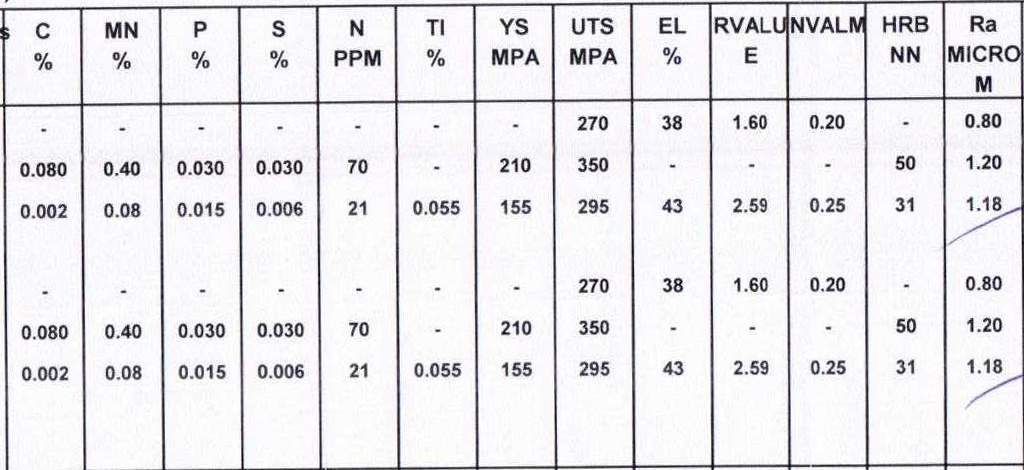 s C MN P S N TI YS UTS EL RVALU NVALM HRB Ra
% % % % PPM % MPA MPA % E NN MICRO
M
- - - - - - - 270 38 1.60 0.20 - 0.80
0.080 0.40 0.030 0.030 70 - 210 350 - - - 50 1.20
0.002 0.08 0.015 0.006 21 0.055 155 295 43 2.59 0.25 31 1.18
- - - - - - - 270 38 1.60 0.20 - 0.80
0.080 0.40 0.030 0.030 70 - 210 350 - - - 50 1.20
0.002 0.08 0.015 0.006 21 0.055 155 295 43 2.59 0.25 31 1.18